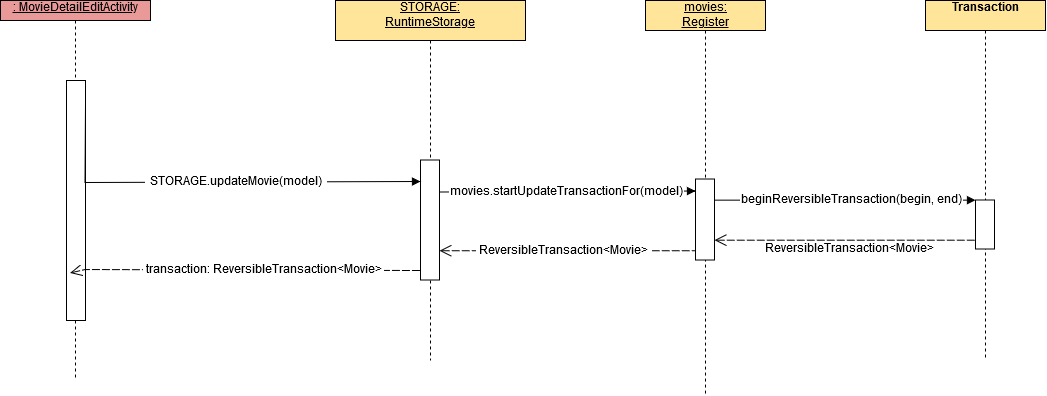 : MovieDetailEditActivity
STORAGE:
RuntimeStorage
movies:
Register
Transaction
STORAGE.updateMovie(model)
movies.startUpdateTransactionFor(model)
beginReversibleTransaction(begin, end)
ReversibleTransaction<Movie>
ReversibleTransaction<Movie>
transaction: ReversibleTransaction<Movie>